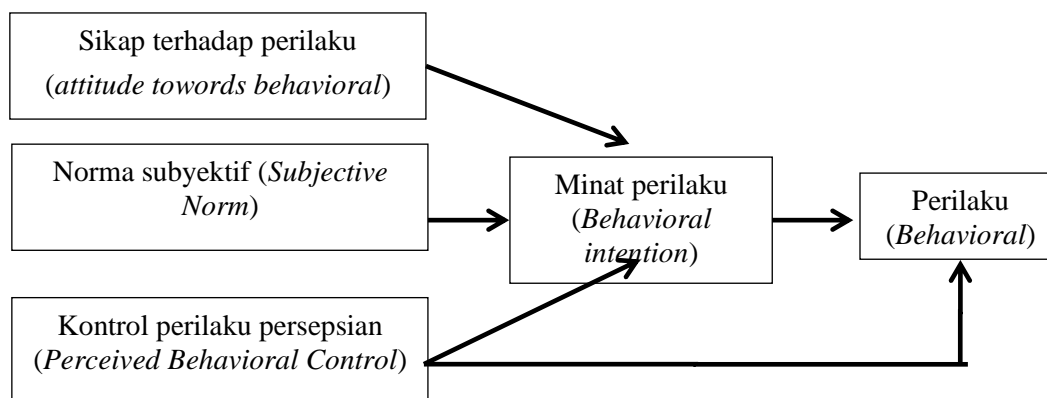 Sikap terhadap perilaku
(attitude towords behavioral)
Norma subyektif (Subjective
Norm)
Kontrol perilaku persepsian
(Perceived Behavioral Control)
Minat perilaku
(Behavioral
intention)
Perilaku
(Behavioral)